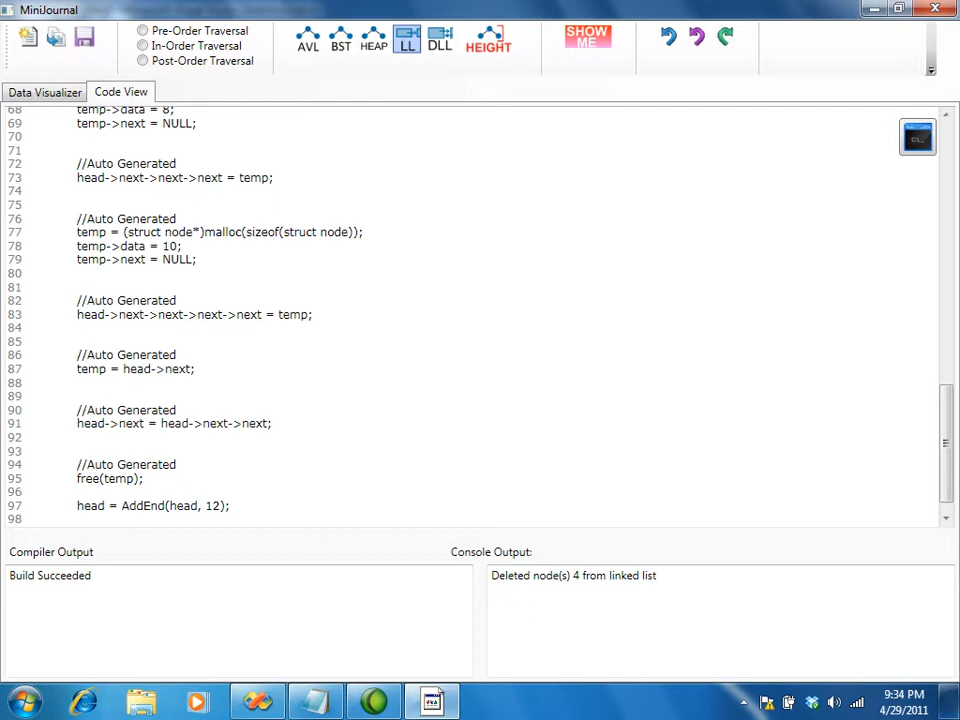 MiniJournal
Pre-Order Traversal
In-Order Traversal
Post-Order Traversal
AVL
BST
HEAP
LL
DLL
HEIGHT
SHOW
ME
Data Visualizer
Code View
68 temp->data = 8;
69 temp->next = NULL;
70
71
72 //Auto Generated
73 head->next->next->next = temp;
74
75
76 //Auto Generated
77 temp = (struct node*)malloc(sizeof(struct node));
78 temp->data = 10;
79 temp->next = NULL;
80
81
82 //Auto Generated
83 head->next->next->next->next = temp;
84
85
86 //Auto Generated
87 temp = head->next;
88
89
90 //Auto Generated
91 head->next = head->next->next;
92
93
94 //Auto Generated
95 free(temp);
96
97 head = AddEnd(head, 12);
98
Compiler Output
Console Output:
Build Succeeded
Deleted node(s) 4 from linked list
9:34 PM
4/29/2011